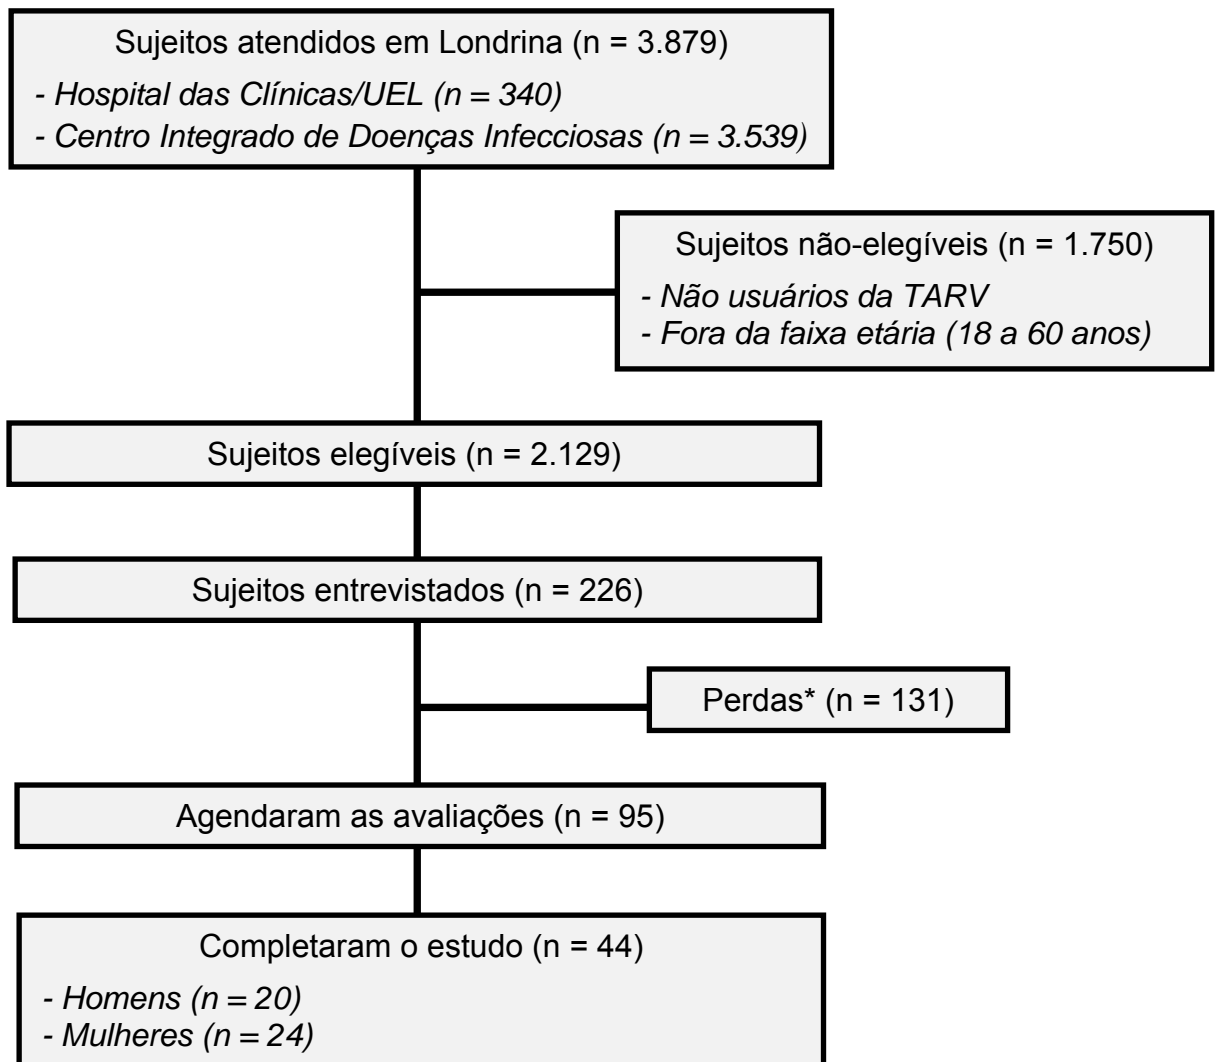 Sujeitos atendidos em Londrina (n = 3.879)
- Hospital das Clínicas/UEL (n = 340)
- Centro Integrado de Doenças Infecciosas (n = 3.539)
Sujeitos não-elegíveis (n = 1.750)
- Não usuários da TARV
- Fora da faixa etária (18 a 60 anos)
Sujeitos elegíveis (n = 2.129)
Sujeitos entrevistados (n = 226)
Perdas* (n = 131)
Agendaram as avaliações (n = 95)
Completaram o estudo (n = 44)
- Homens (n = 20)
- Mulheres (n = 24)